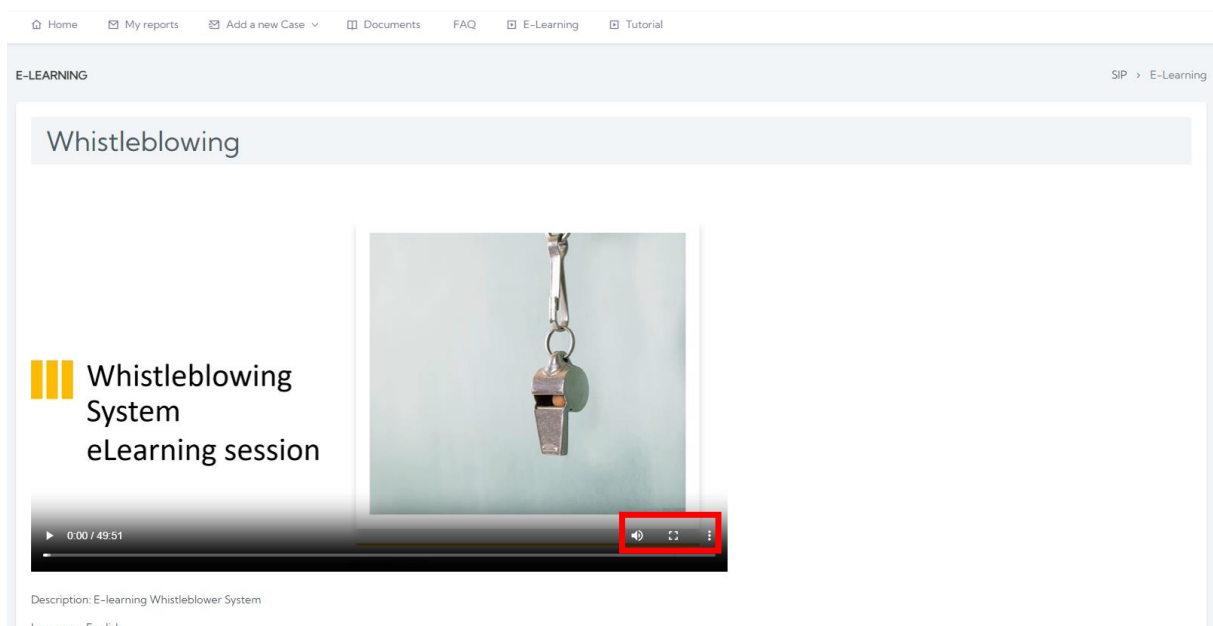 Home My reports Add a new Case Documents FAQ E-Learning Tutorial
E-LEARNING SIP > E-Learning
Whistleblowing
Whistleblowing
System
eLearning session
0:00 / 49:51
Description: E-learning Whistleblower System